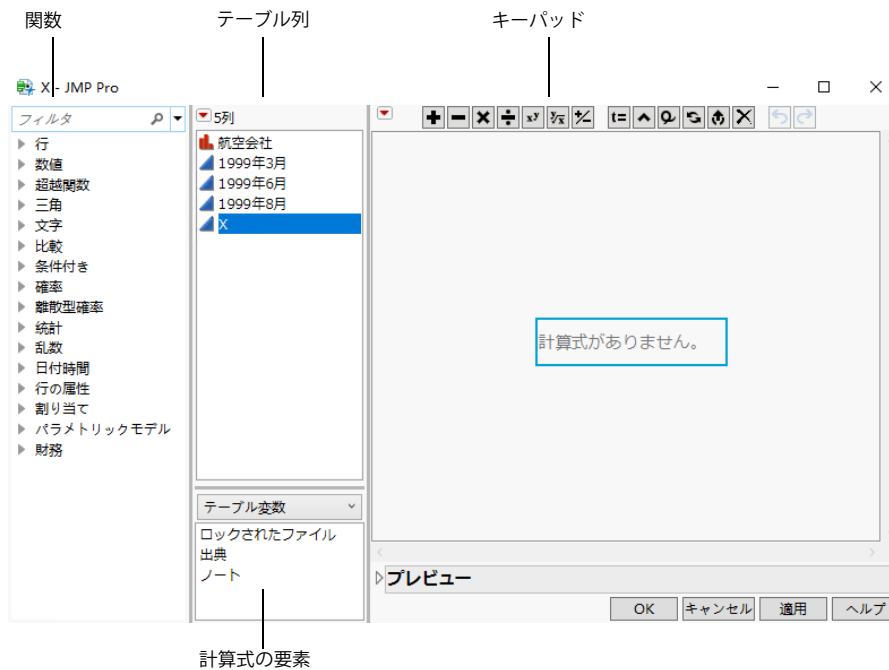 関数
テーブル列
キーパッド
X - JMP Pro
フィルタ
行
数値
超越関数
三角
文字
比較
条件付き
確率
離散型確率
統計
乱数
日付時間
行の属性
割り当て
パラメトリックモデル
財務
5列
航空会社
1999年3月
1999年6月
1999年8月
X
テーブル変数
ロックされたファイル
出典
ノート
t=
計算式がありません。
プレビュー
OK キャンセル 適用 ヘルプ
計算式の要素